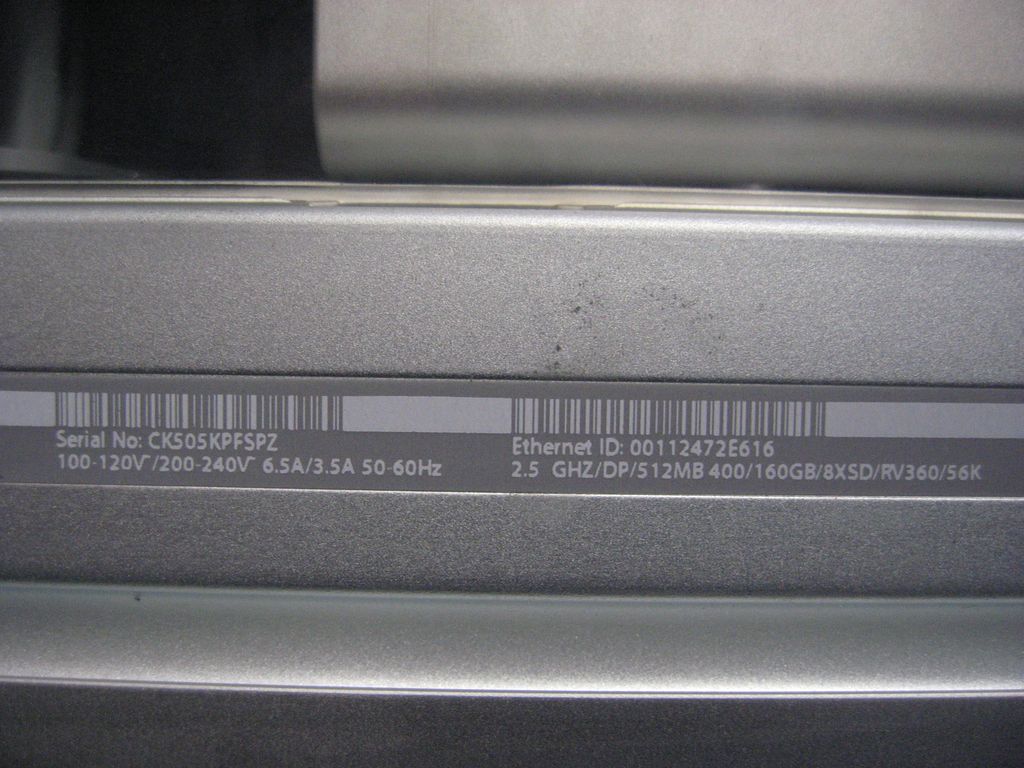 Serial No: CK505KPFSPZ
100-120V~/200-240V~ 6.5A/3.5A 50-60Hz
Ethernet ID: 00112472E616
2.5 GHZ/DP/512MB 400/160GB/8XSD/RV360/56K